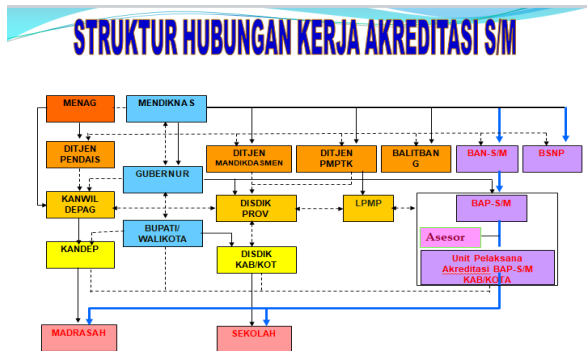 STRUKTUR HUBUNGAN KERJA AKREDITASI S/M
MENAG
MENDIKNAS
DITJEN
PENDAIS
DITJEN
MANDIKDASMEN
DITJEN
PMPTK
BALITBAN
G
BAN-S/M
BSNP
GUBERNUR
KANWIL
DEPAG
DISDIK
PROV
LPMP
BAP-S/M
BUPATI/
WALIKOTA
Asesor
KANDEP
DISDIK
KAB/KOT
Unit Pelaksana
Akreditasi BAP-S/M
KAB/KOTA
MADRASAH
SEKOLAH